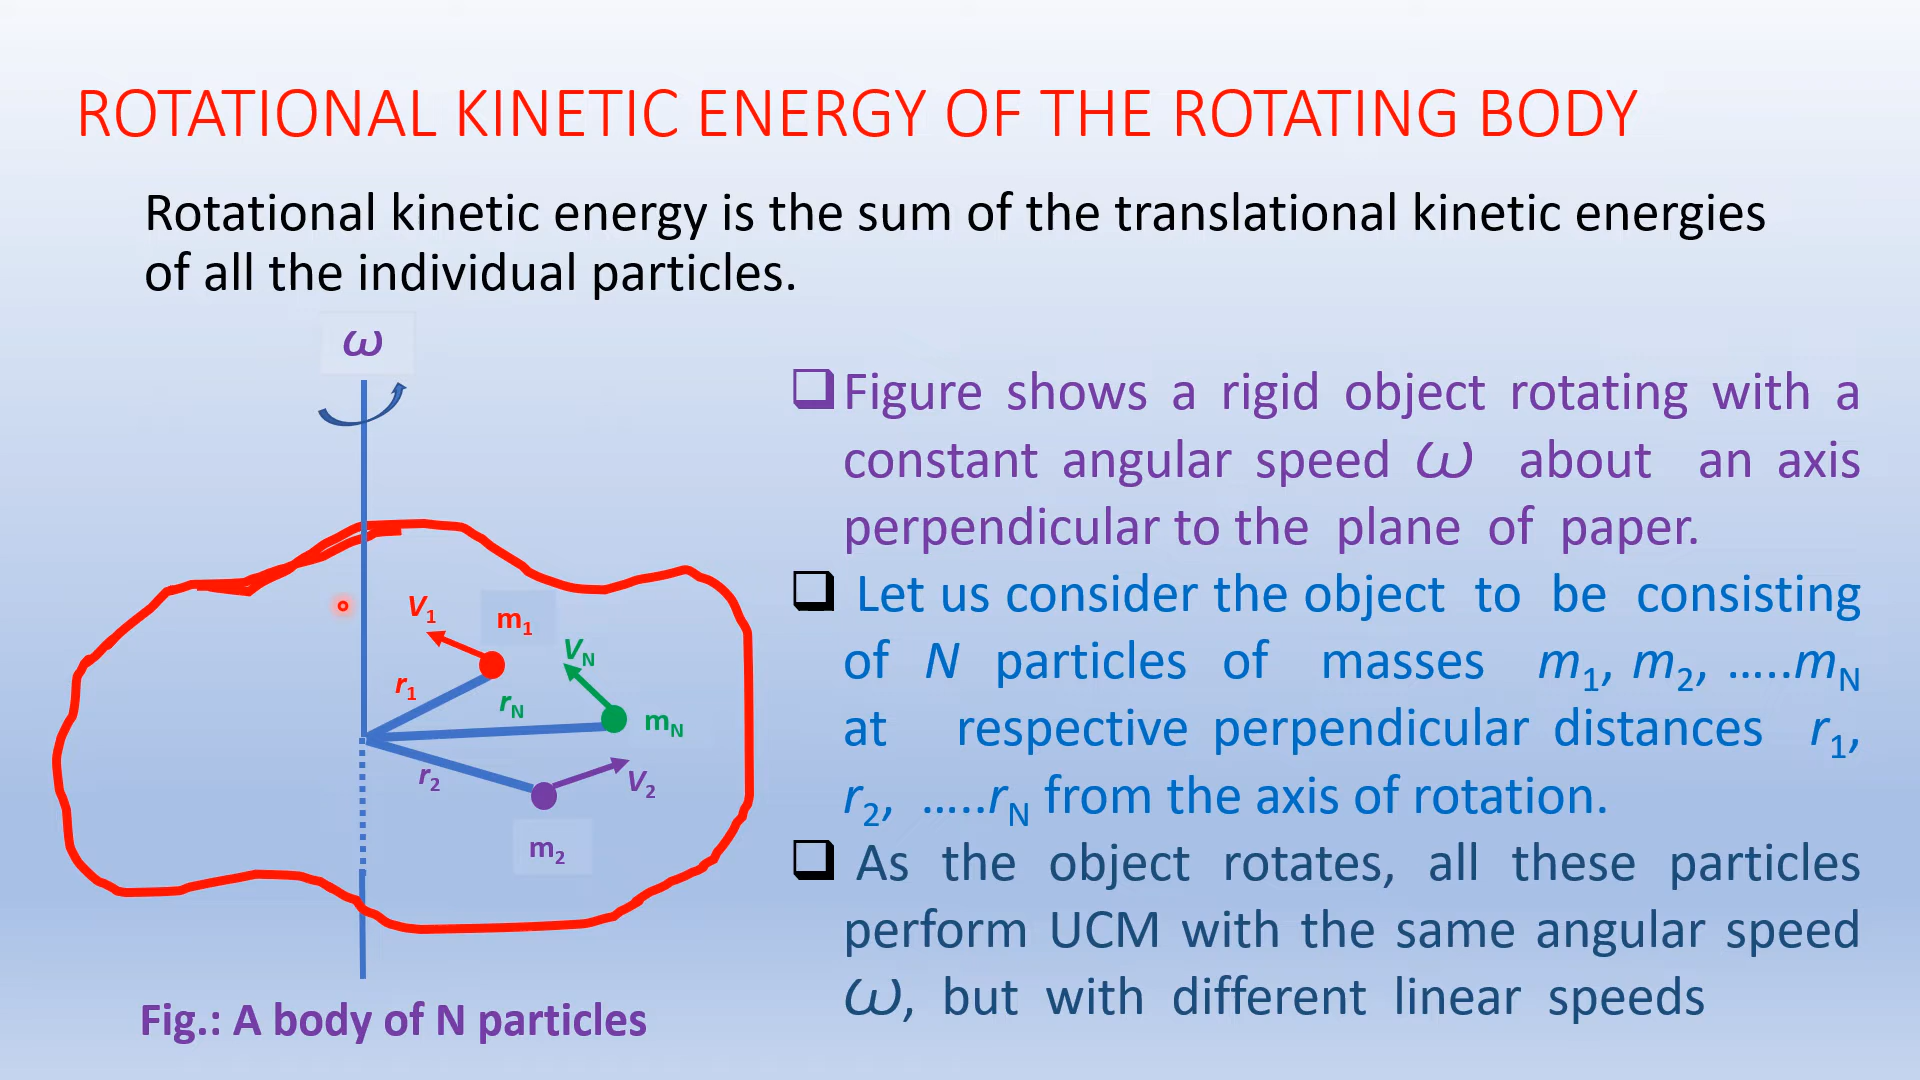 ROTATIONAL KINETIC ENERGY OF THE ROTATING BODY
Rotational kinetic energy is the sum of the translational kinetic energies
of all the individual particles.
ω
V1
m1
VN
r1
rN
mN
r2
V2
m2
Fig.: A body of N particles
❑Figure shows a rigid object rotating with a
constant angular speed ω about an axis
perpendicular to the plane of paper.
❑ Let us consider the object to be consisting
of N particles of masses m1, m2, …..mN
at respective perpendicular distances r1,
r2, …..rN from the axis of rotation.
❑ As the object rotates, all these particles
perform UCM with the same angular speed
ω, but with different linear speeds